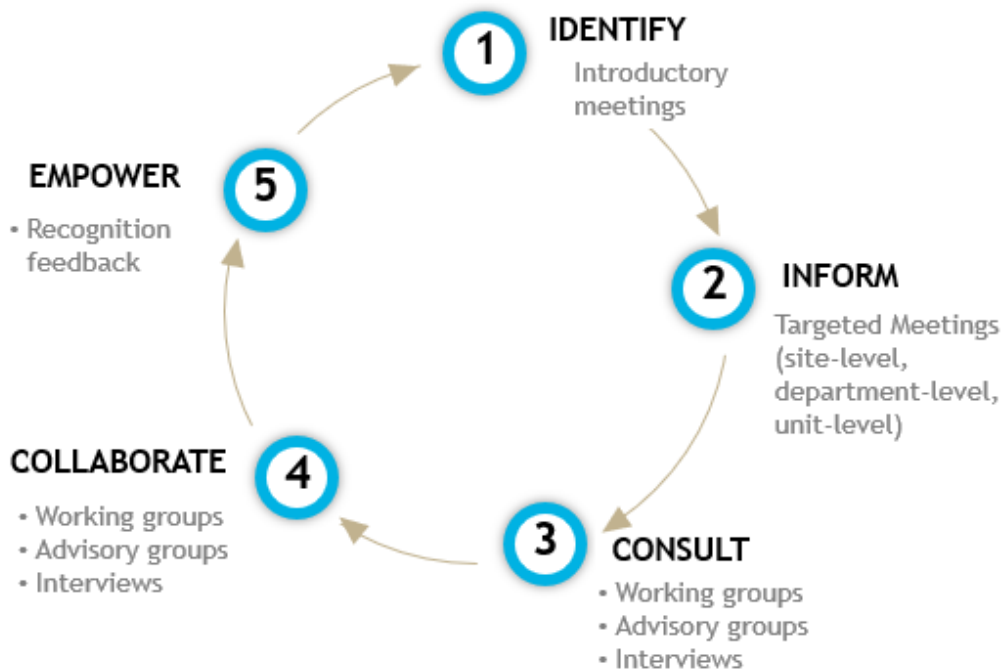 1
IDENTIFY
Introductory
meetings
2
INFORM
Targeted Meetings
(site-level,
department-level,
unit-level)
3
CONSULT
• Working groups
• Advisory groups
• Interviews
4
COLLABORATE
• Working groups
• Advisory groups
• Interviews
5
EMPOWER
• Recognition
feedback